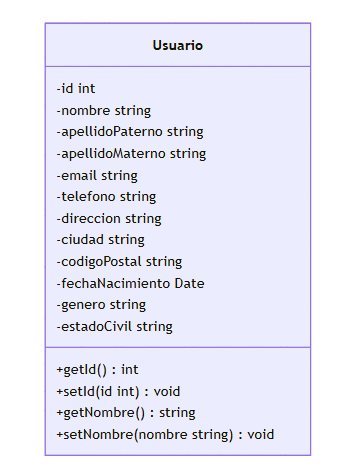 Usuario
-id int
-nombre string
-apellidoPaterno string
-apellidoMaterno string
-email string
-telefono string
-direccion string
-ciudad string
-codigoPostal string
-fechaNacimiento Date
-genero string
-estadoCivil string
+getId() : int
+setId(id int) : void
+getNombre() : string
+setNombre(nombre string) : void